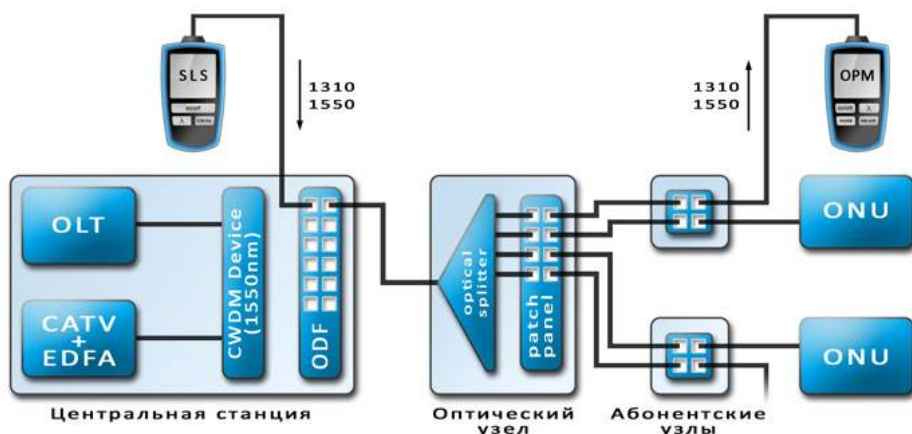 SLS
1310
1550
1310
1550
OPM
OLT
CATV
+
EDFA
CWDM Device
(1550nm)
ODF
optical
splitter
patch
panel
ONU
ONU
Центральная станция
Оптический
узел
Абонентские
узлы